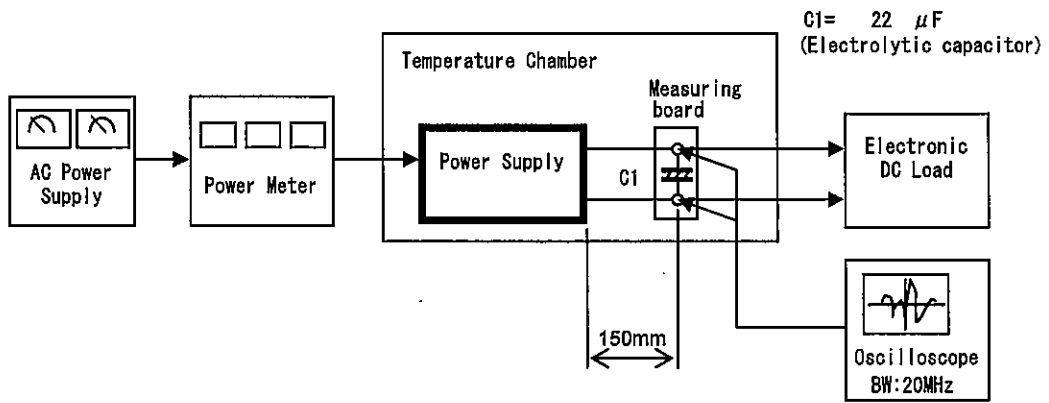 C1= 22 μF
(Electrolytic capacitor)
Temperature Chamber
Measuring
board
AC Power
Supply
Power Meter
Power Supply
C1
Electronic
DC Load
150mm
Oscilloscope
BW:20MHz